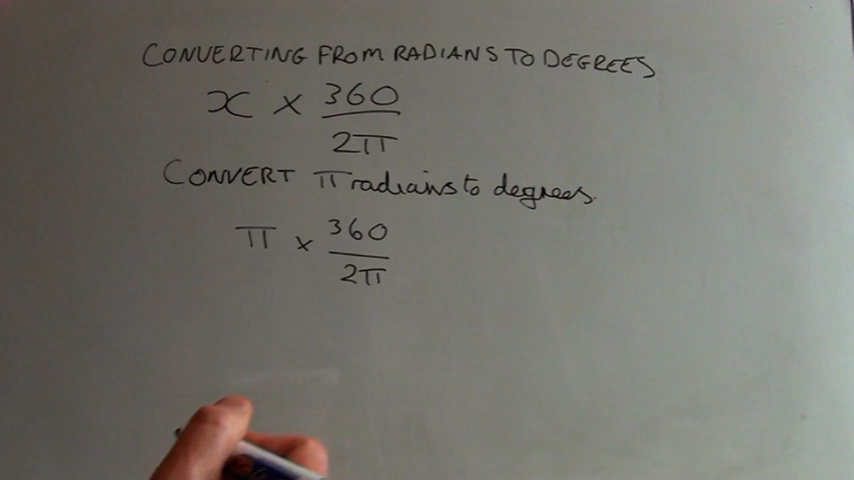 CONVERTING FROM RADIANS TO DEGREES
x × 360/2π
CONVERT π radians to degrees.
π × 360/2π